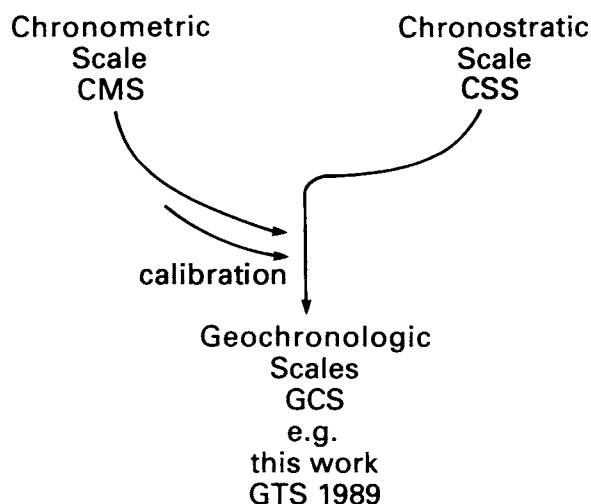 Chronometric
Scale
CMS
Chronostratic
Scale
CSS
calibration
Geochronologic
Scales
GCS
e.g.
this work
GTS 1989